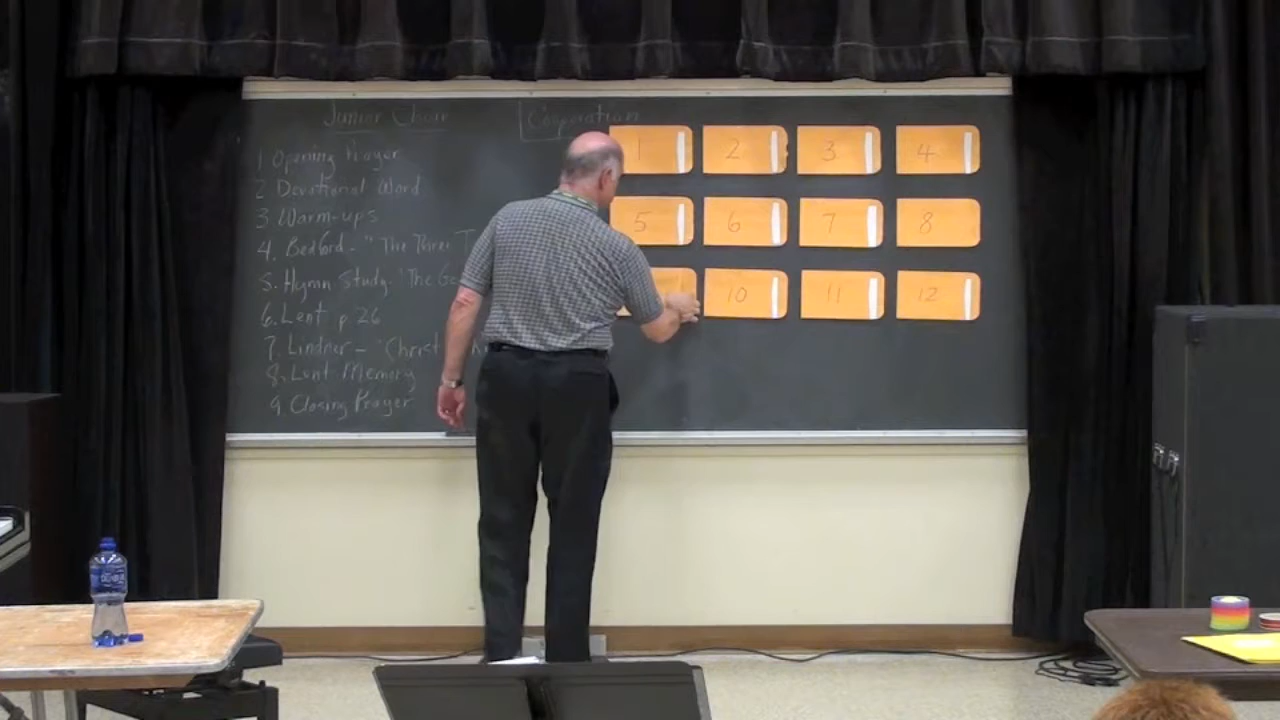 Junior Choir
Cooperation
1 Opening Prayer
2 Devotional Word
3 Warm-ups
4. Bedford - "The Three
5. Hymn Study - 'The
6. Lent p 26
7. Lindner - 'Christ
8. Lent Memory
9. Closing Prayer
1 2 3 4
5 6 7 8
10 11 12